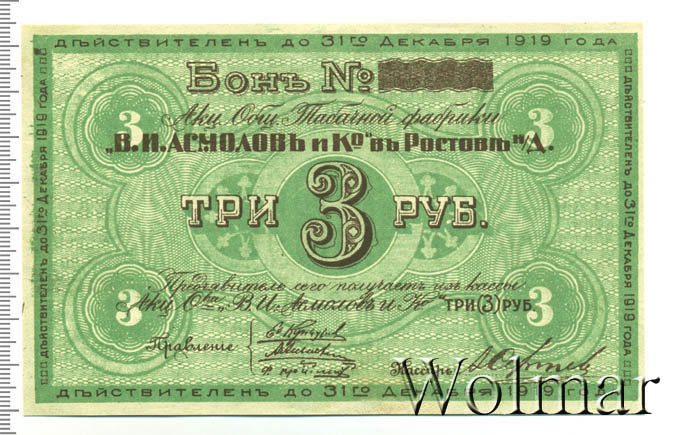 ДѢЙСТВИТЕЛЕНЪ ДО 31ГО ДЕКАБРЯ 1919 ГОДА
БОНЪ №
Акц. Общ. Табачной фабрики
„В.И.АСМОЛОВЪ и Ко" въ Ростовѣ н/Д.
3 3
ТРИ 3 РУБ.
Предъявитель сего получаетъ изъ кассы
Акц. О-ва „В.И.Асмоловъ и Ко" ТРИ (3) РУБ.
3 3
Правленіе: Кассиръ:
ДѢЙСТВИТЕЛЕНЪ ДО 31ГО ДЕКАБРЯ 1919 ГОДА
ДѢЙСТВИТЕЛЕНЪ ДО 31ГО ДЕКАБРЯ 1919 ГОДА
ДѢЙСТВИТЕЛЕНЪ ДО 31ГО ДЕКАБРЯ 1919 ГОДА
Wolmar